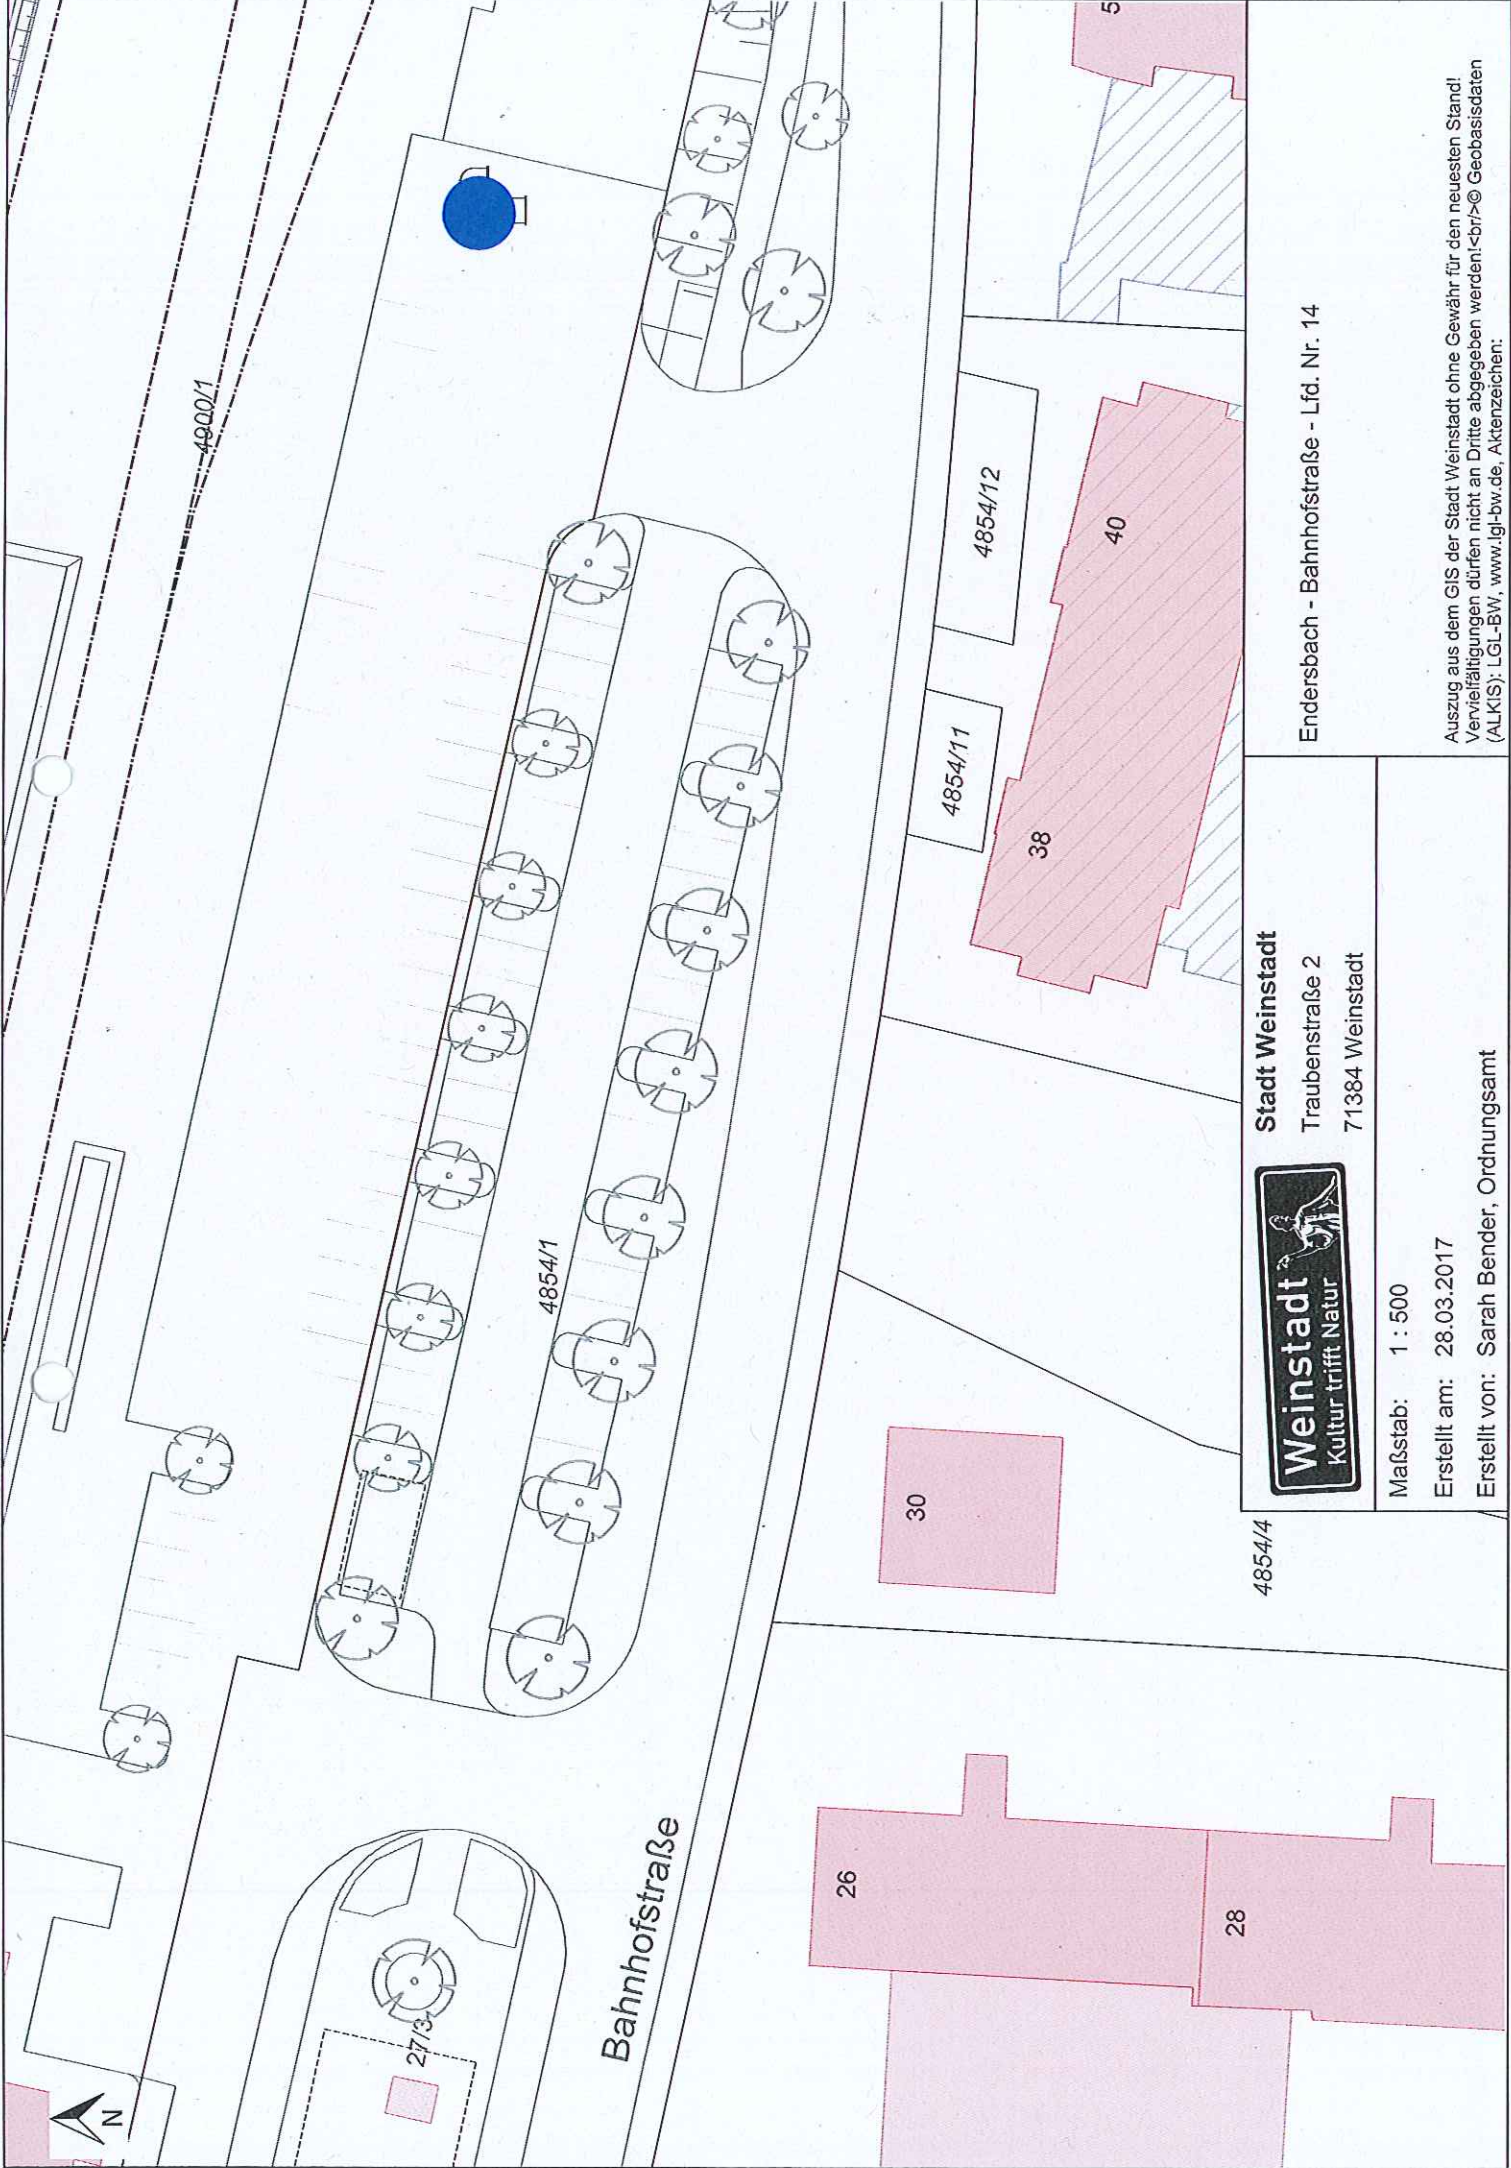 4900/1
4854/1
4854/12
4854/11
40
38
30
26
28
27/3
4854/4
5
Bahnhofstraße
N
Weinstadt
Kultur trifft Natur
Stadt Weinstadt
Traubenstraße 2
71384 Weinstadt
Maßstab: 1 : 500
Erstellt am: 28.03.2017
Erstellt von: Sarah Bender, Ordnungsamt
Endersbach - Bahnhofstraße - Lfd. Nr. 14
Auszug aus dem GIS der Stadt Weinstadt ohne Gewähr für den neuesten Stand!
Vervielfältigungen dürfen nicht an Dritte abgegeben werden!<br/>© Geobasisdaten
(ALKIS): LGL-BW, www.lgl-bw.de, Aktenzeichen: